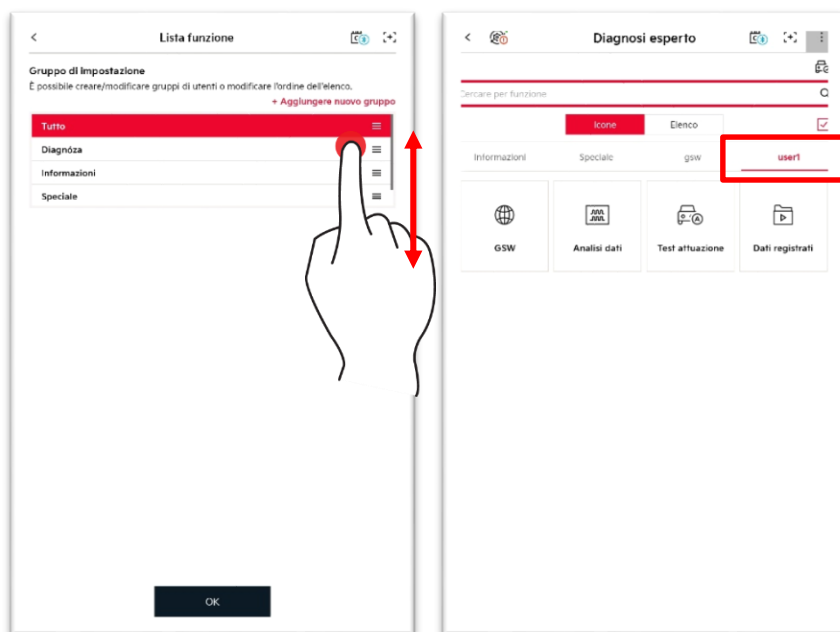 Lista funzione
Gruppo di impostazione
È possibile creare/modificare gruppi di utenti o modificare l'ordine dell'elenco.
+ Aggiungere nuovo gruppo
Tutto
Diagnóza
Informazioni
Speciale
OK
Diagnosi esperto
Cercare per funzione
Icone Elenco
Informazioni Speciale gsw user1
GSW Analisi dati Test attuazione Dati registrati